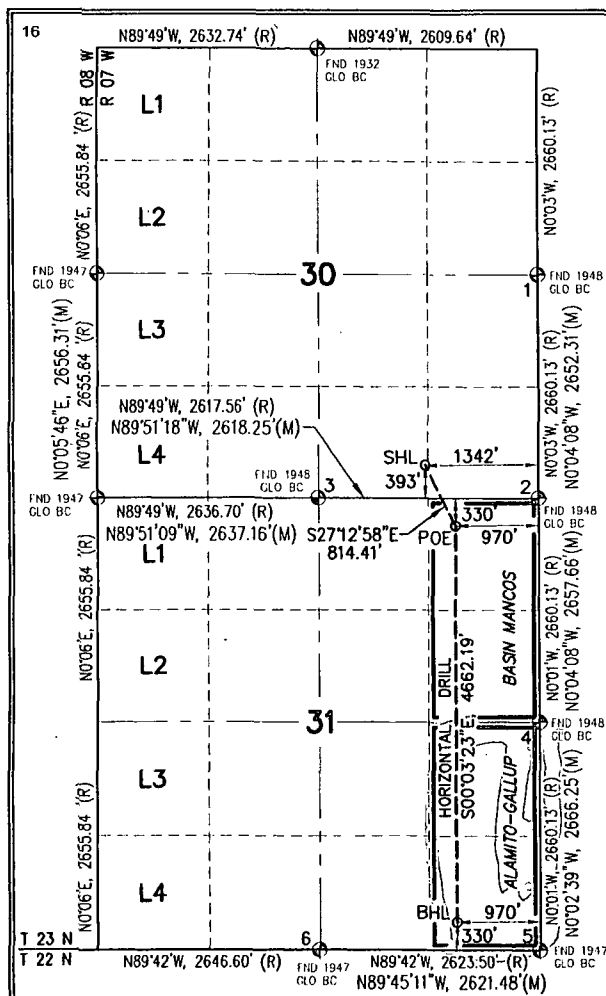 16
N89°49'W, 2632.74' (R)
N89°49'W, 2609.64' (R)
FND 1932
GLO BC
R 08 W
R 07 W
L1
N0°06'E, 2655.84' (R)
N0°03'W, 2660.13' (R)
L2
FND 1947
GLO BC
30
FND 1948
GLO BC
1
N0°05'46"E, 2656.31'(M)
N0°06'E, 2655.84' (R)
L3
N0°03'W, 2660.13' (R)
N0°04'08"W, 2652.31'(M)
N89°49'W, 2617.56' (R)
N89°51'18"W, 2618.25'(M)
L4
SHL
1342'
393'
FND 1948
GLO BC
3
2
FND 1947
GLO BC
FND 1948
GLO BC
N89°49'W, 2636.70' (R)
N89°51'09"W, 2637.16'(M)
S27°12'58"E
814.41'
330'
POE
970'
L1
N0°06'E, 2655.84' (R)
BASIN MANCOS
N0°01'W, 2660.13' (R)
N0°04'08"W, 2657.66'(M)
L2
HORIZONTAL DRILL
S00°03'23"E, 4662.19'
31
4
FND 1948
GLO BC
L3
ALAMITO-GALLUP
N0°01'W, 2660.13' (R)
N0°02'39"W, 2666.25'(M)
N0°06'E, 2655.84' (R)
L4
BHL
970'
330'
6
5
T 23 N
T 22 N
N89°42'W, 2646.60' (R)
FND 1947
GLO BC
N89°42'W, 2623.50' (R)
N89°45'11"W, 2621.48'(M)
FND 1947
GLO BC